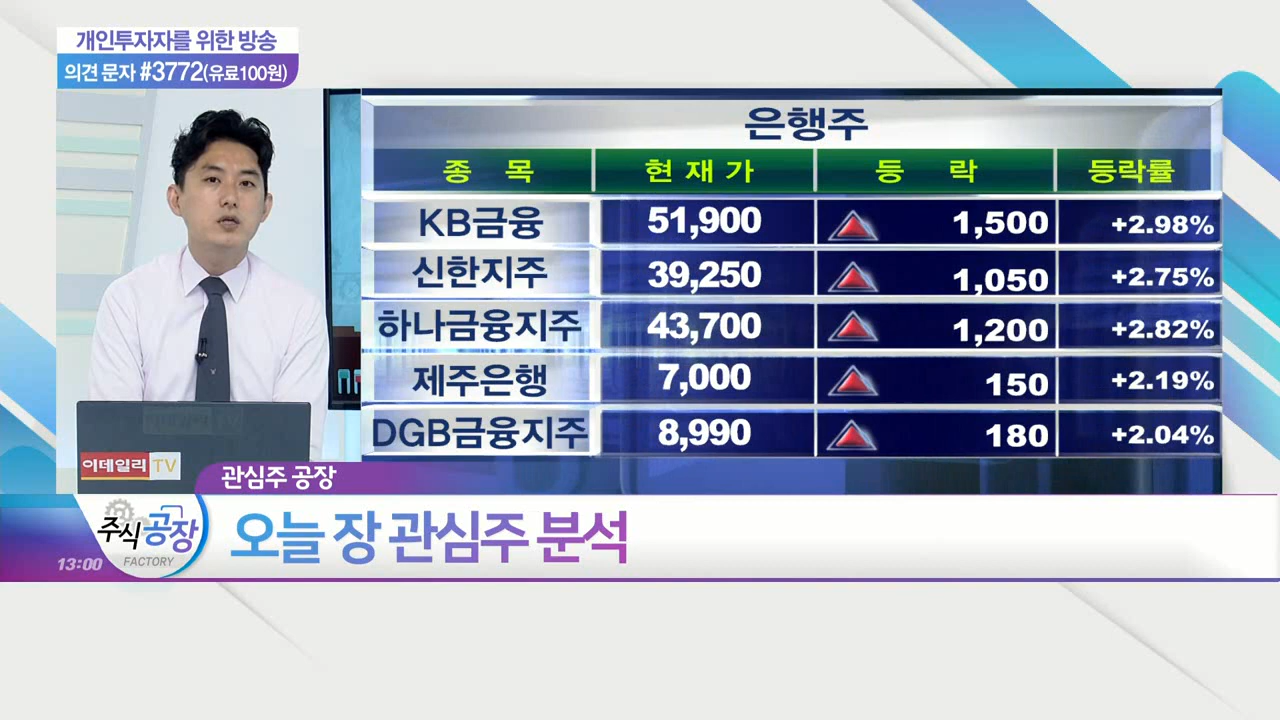 개인투자자를 위한 방송
의견 문자 #3772(유료100원)
은행주
종 목 현 재 가 등 락 등락률
KB금융 51,900 ▲ 1,500 +2.98%
신한지주 39,250 ▲ 1,050 +2.75%
하나금융지주 43,700 ▲ 1,200 +2.82%
제주은행 7,000 ▲ 150 +2.19%
DGB금융지주 8,990 ▲ 180 +2.04%
이데일리 TV
관심주 공장
주식공장
FACTORY
13:00
오늘 장 관심주 분석